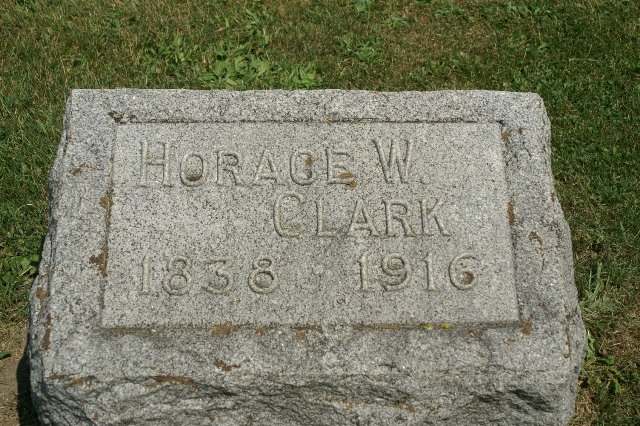 HORACE W.
CLARK
1838 · 1916